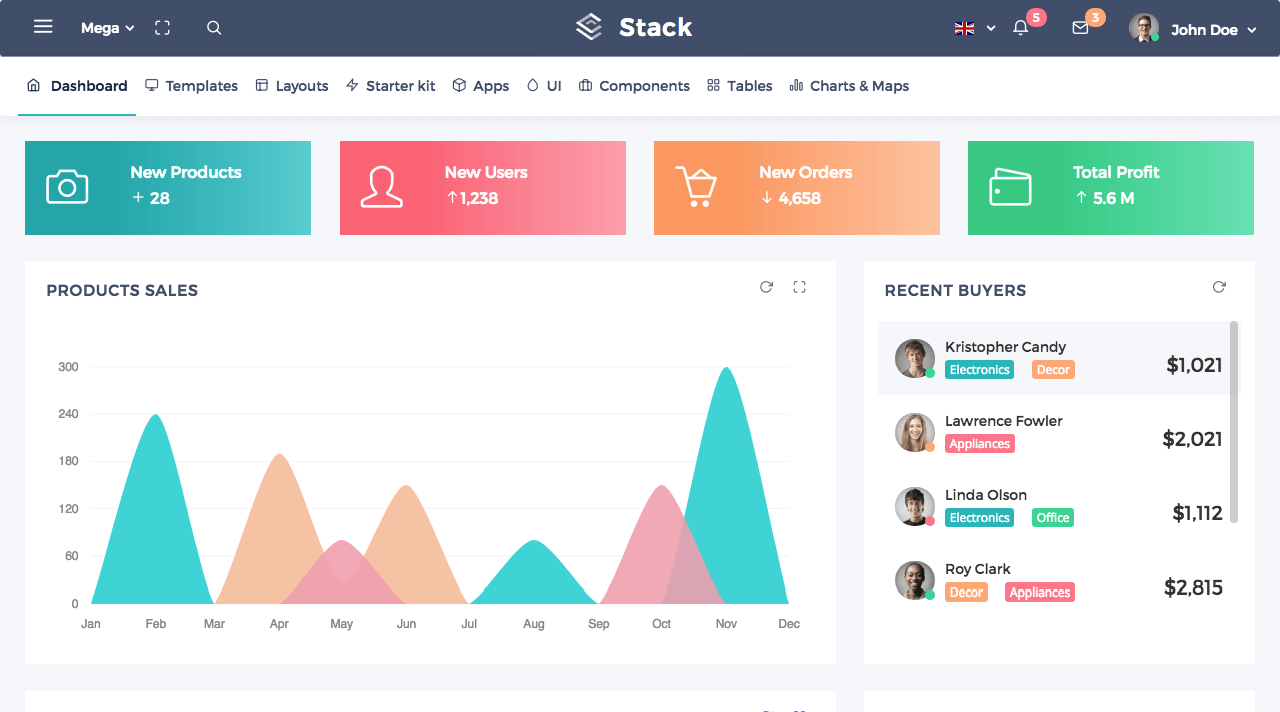 Mega
Stack
5
3
John Doe
Dashboard Templates Layouts Starter kit Apps UI Components Tables Charts & Maps
New Products
+ 28
New Users
↑ 1,238
New Orders
↓ 4,658
Total Profit
↑ 5.6 M
PRODUCTS SALES
300
240
180
120
60
0
Jan Feb Mar Apr May Jun Jul Aug Sep Oct Nov Dec
RECENT BUYERS
Kristopher Candy
Electronics Decor
$1,021
Lawrence Fowler
Appliances
$2,021
Linda Olson
Electronics Office
$1,112
Roy Clark
Decor Appliances
$2,815